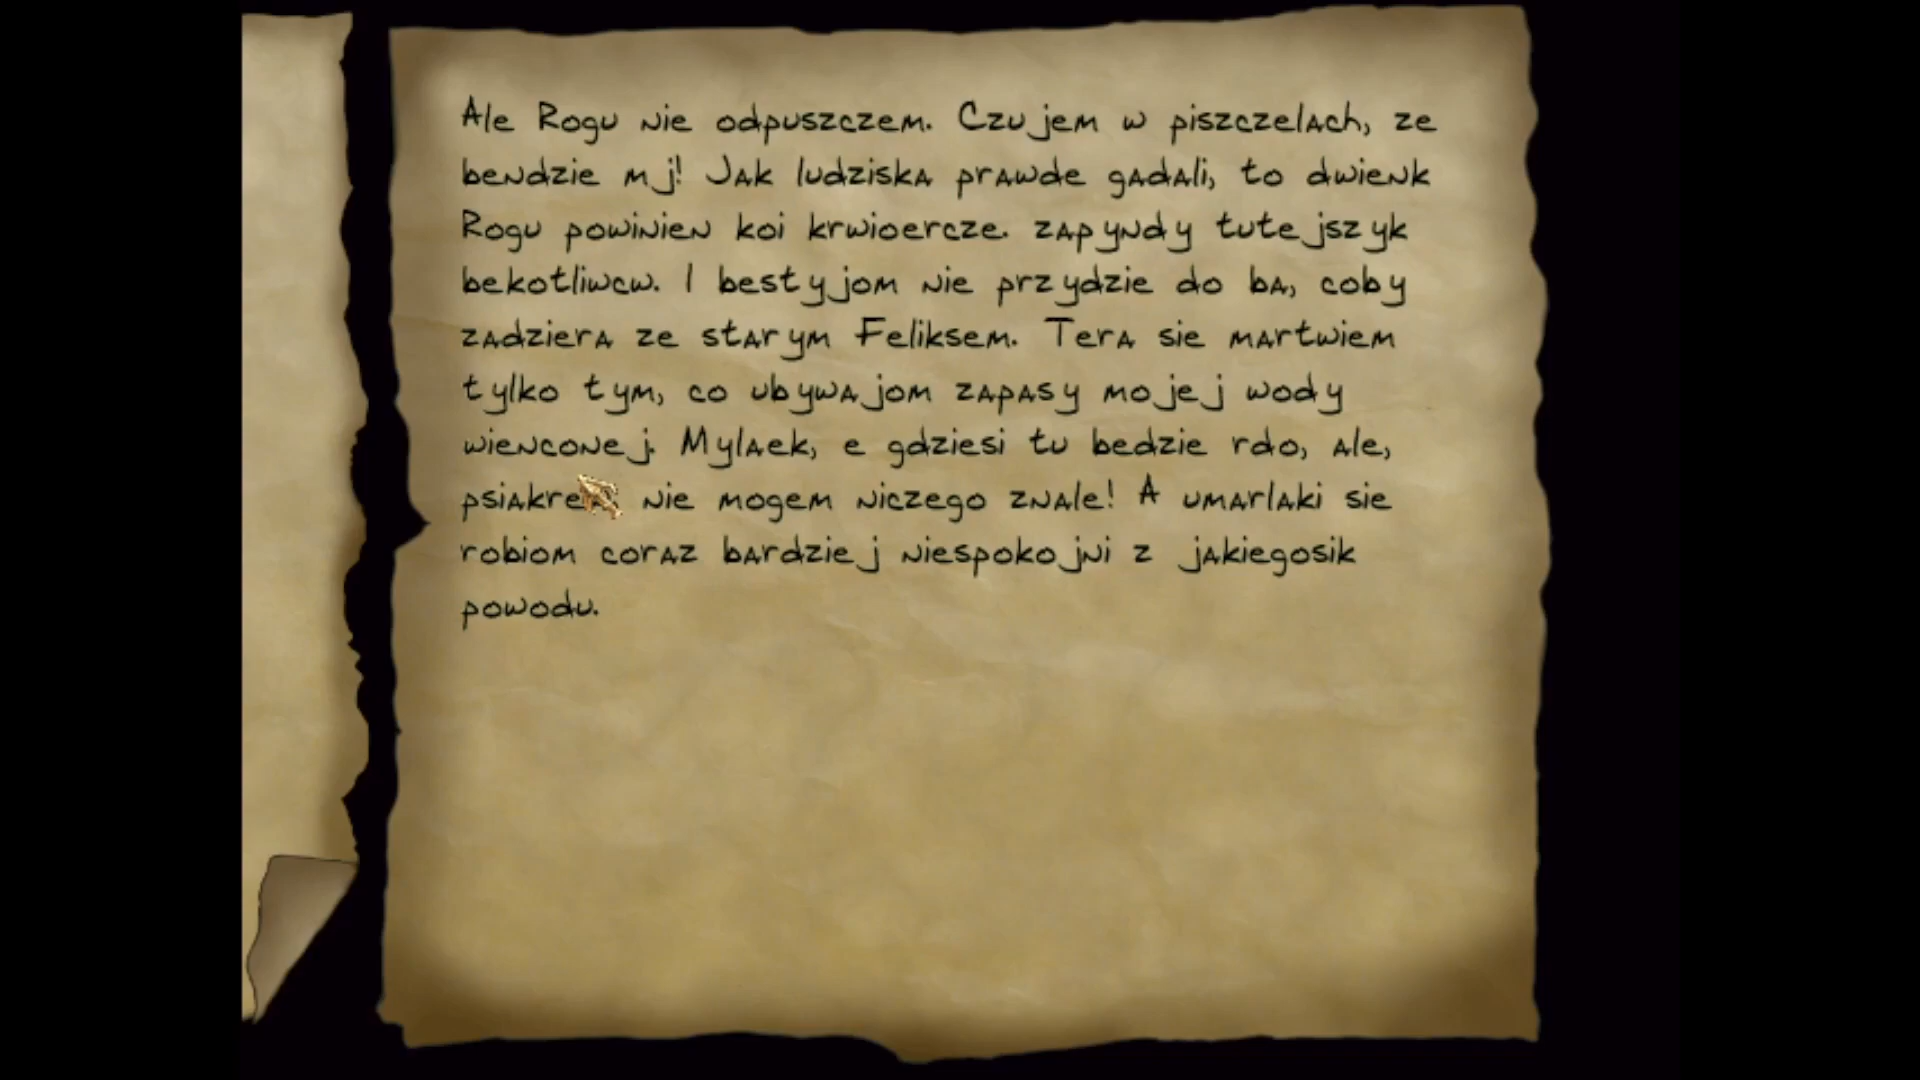 Ale Rogu nie odpuszczem. Czujem w piszczelach, ze
bendzie mj! Jak ludziska prawde gadali, to dwienk
Rogu powinien koi krwioercze. zapyndy tutejszyk
bekotliwcw. I bestyjom nie przydzie do ba, coby
zadziera ze starym Feliksem. Tera sie martwiem
tylko tym, co ubywajom zapasy mojej wody
wienconej. Mylaek, e gdziesi tu bedzie rdo, ale,
nie mogem niczego znale! A umarlaki sie
robiom coraz bardziej niespokojni z jakiegosik
powodu.